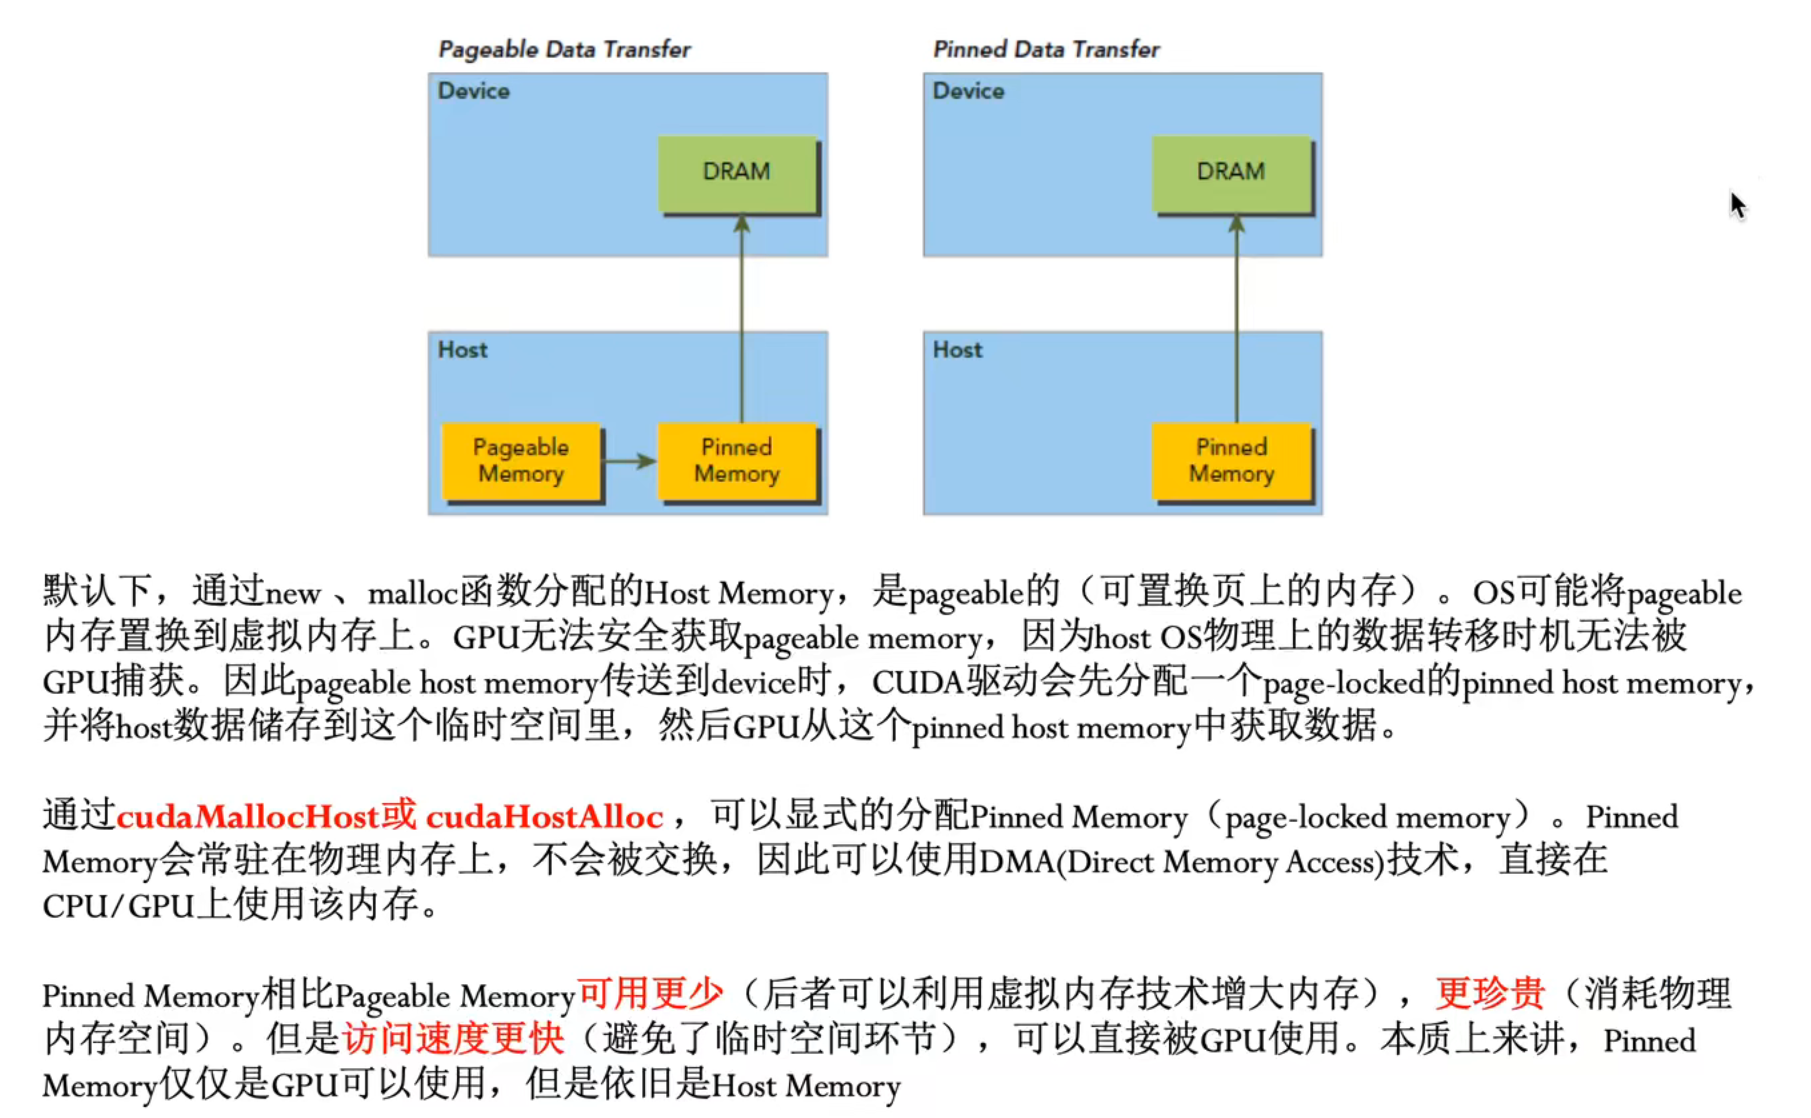 Pageable Data Transfer
Device
DRAM
Host
Pageable
Memory
Pinned
Memory
Pinned Data Transfer
Device
DRAM
Host
Pinned
Memory
默认下，通过new 、malloc函数分配的Host Memory，是pageable的（可置换页上的内存）。OS可能将pageable
内存置换到虚拟内存上。GPU无法安全获取pageable memory，因为host OS物理上的数据转移时机无法被
GPU捕获。因此pageable host memory传送到device时，CUDA驱动会先分配一个page-locked的pinned host memory，
并将host数据储存到这个临时空间里，然后GPU从这个pinned host memory中获取数据。
通过cudaMallocHost或 cudaHostAlloc ，可以显式的分配Pinned Memory（page-locked memory）。Pinned
Memory会常驻在物理内存上，不会被交换，因此可以使用DMA(Direct Memory Access)技术，直接在
CPU/GPU上使用该内存。
Pinned Memory相比Pageable Memory可用更少（后者可以利用虚拟内存技术增大内存），更珍贵（消耗物理
内存空间）。但是访问速度更快（避免了临时空间环节），可以直接被GPU使用。本质上来讲，Pinned
Memory仅仅是GPU可以使用，但是依旧是Host Memory